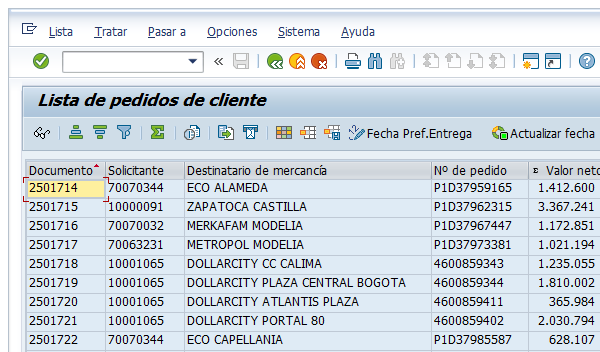 Lista Tratar Pasar a Opciones Sistema Ayuda
Lista de pedidos de cliente
Fecha Pref.Entrega Actualizar fecha
Documento Solicitante Destinatario de mercancía Nº de pedido Σ Valor neto
2501714 70070344 ECO ALAMEDA P1D37959165 1.412.600
2501715 10000091 ZAPATOCA CASTILLA P1D37962315 3.367.241
2501716 70070032 MERKAFAM MODELIA P1D37967447 1.172.851
2501717 70063231 METROPOL MODELIA P1D37973381 1.021.194
2501718 10001065 DOLLARCITY CC CALIMA 4600859343 1.235.055
2501719 10001065 DOLLARCITY PLAZA CENTRAL BOGOTA 4600859344 1.810.002
2501720 10001065 DOLLARCITY ATLANTIS PLAZA 4600859411 365.984
2501721 10001065 DOLLARCITY PORTAL 80 4600859402 2.030.794
2501722 70070344 ECO CAPELLANIA P1D37985587 628.107